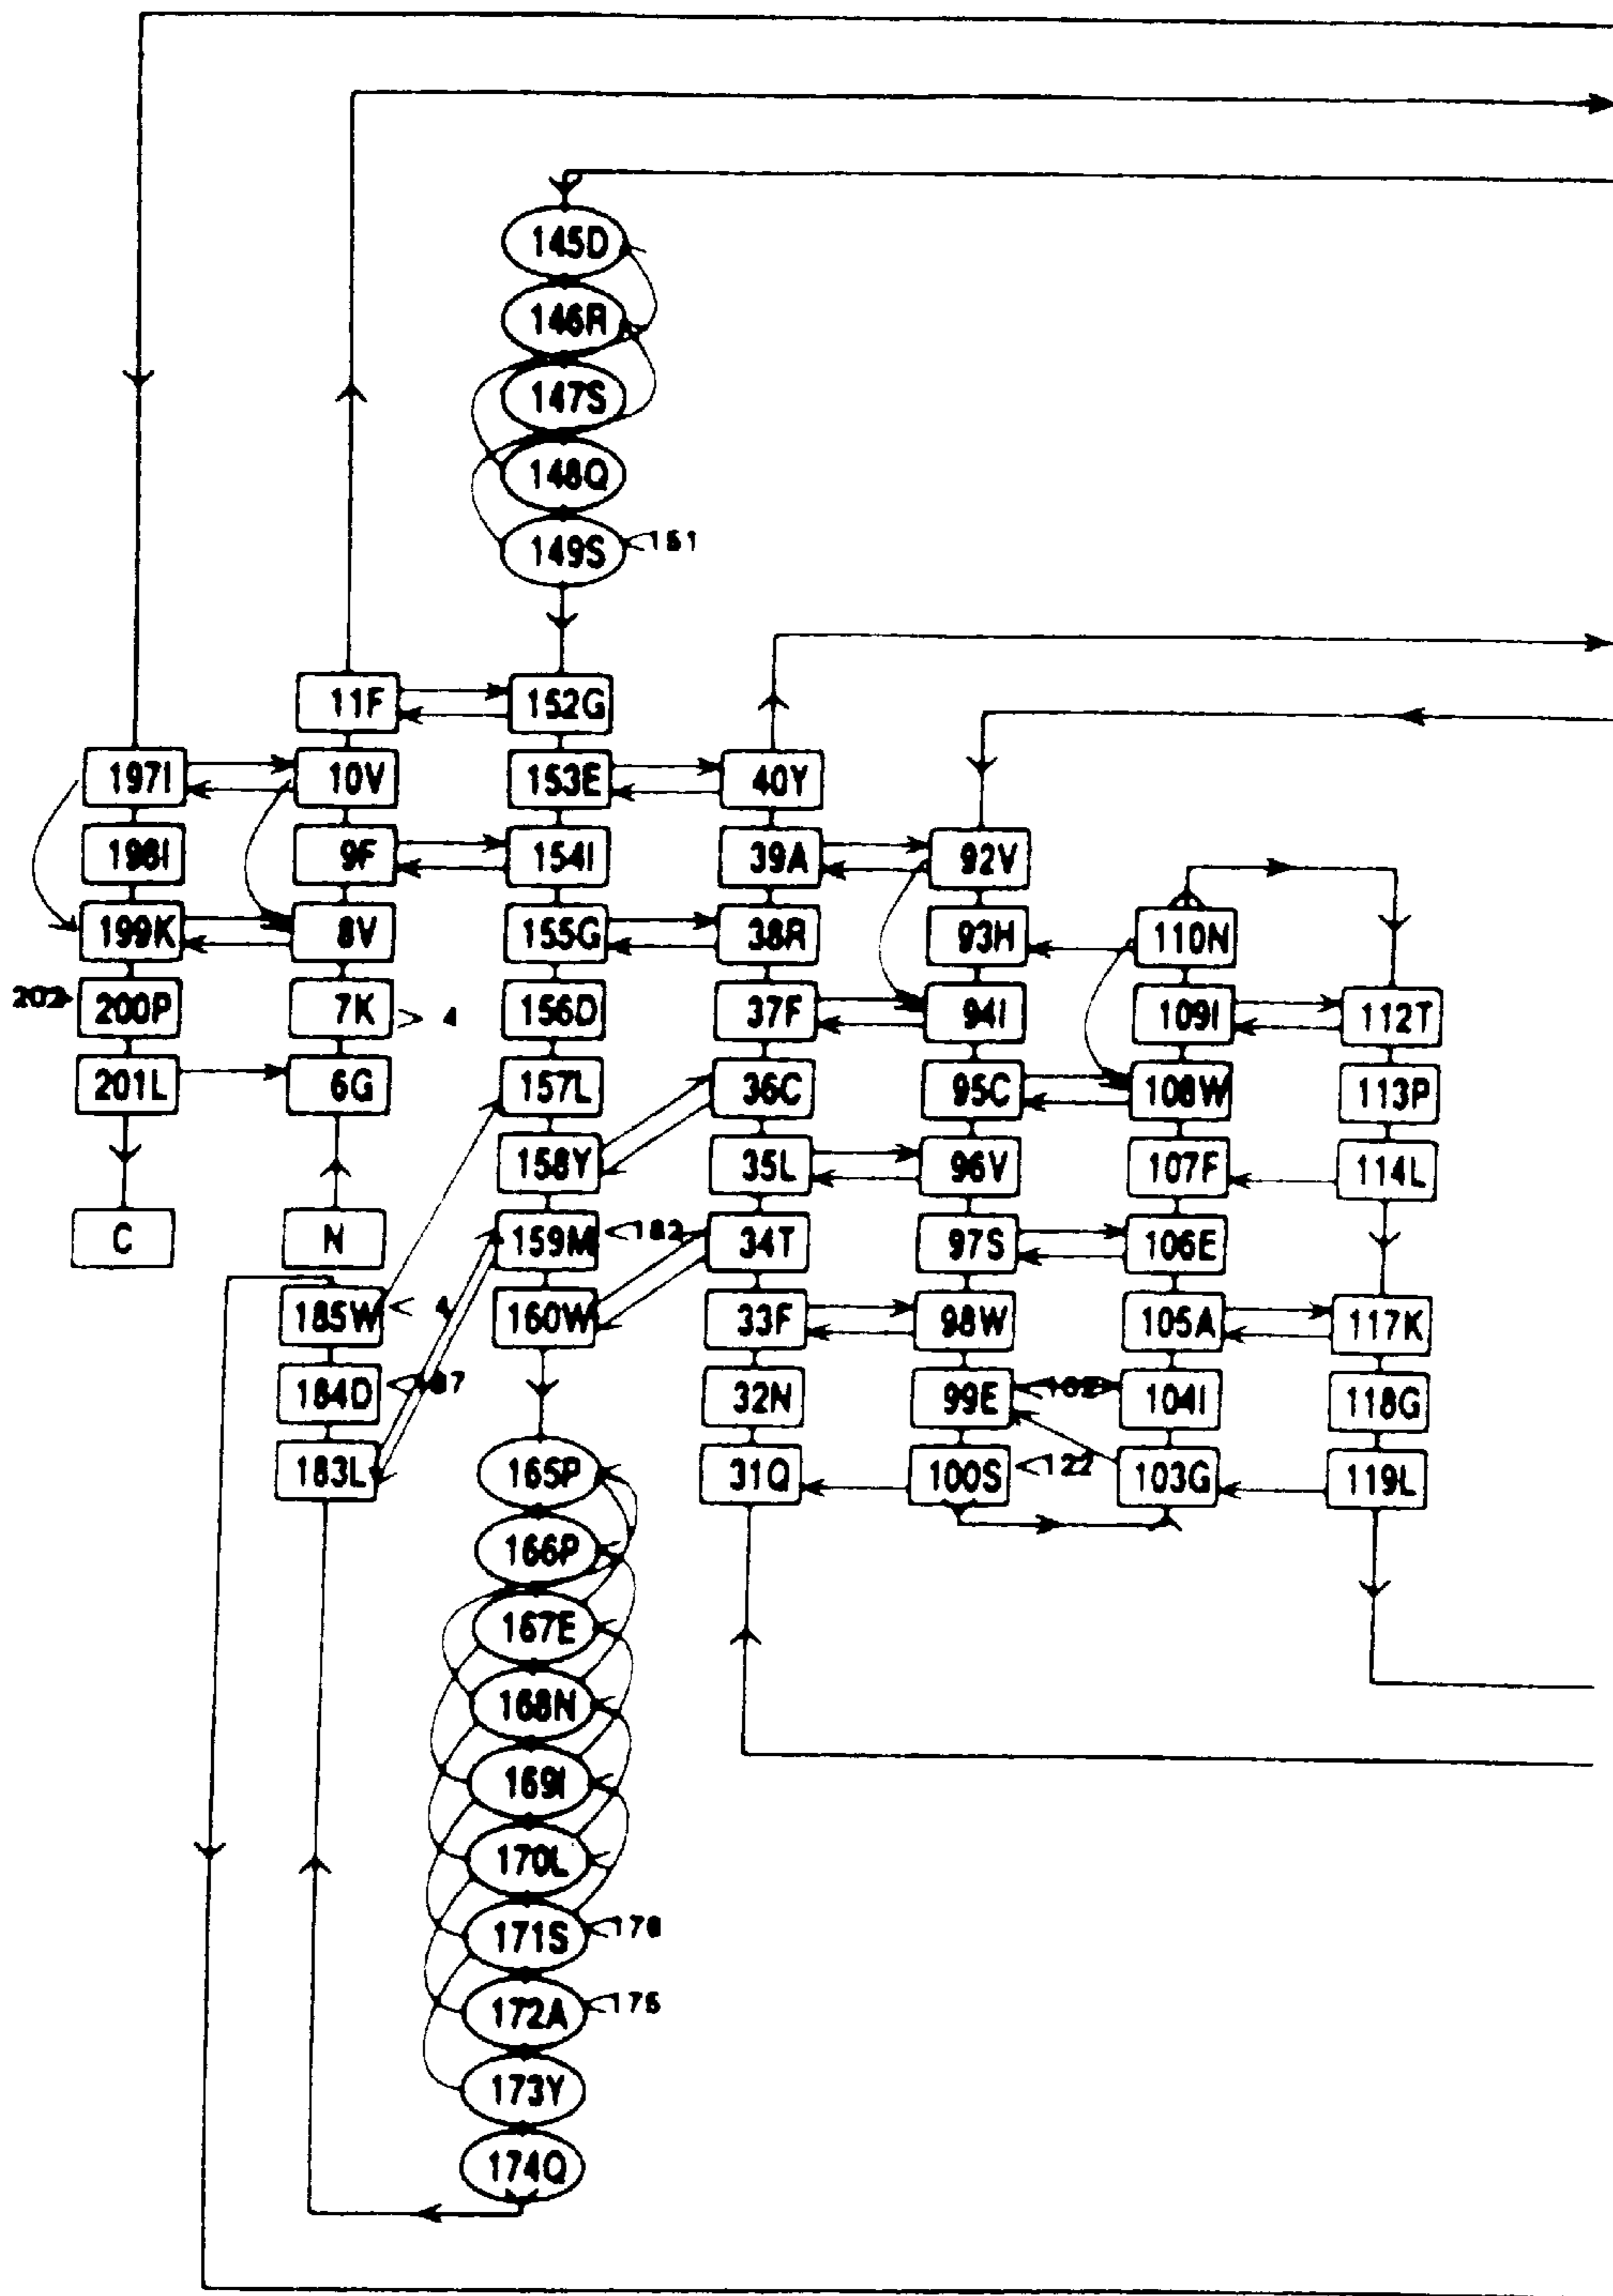 145D
146R
147S
148Q
149S 151
11F 152G
197I 10V 153E 40Y
198I 9F 154I 39A 92V
199K 8V 155G 38R 93H 110N
202 200P 7K 4 156D 37F 94I 109I 112T
201L 6G 157L 36C 95C 108W 113P
158Y 35L 96V 107F 114L
C N 159M 182 34T 97S 106E
185W 4 160W 33F 98W 105A 117K
184D 32N 99E 102 104I 118G
183L 165P 31Q 100S 122 103G 119L
166P
167E
168N
169I
170L
171S 176
172A 175
173Y
174Q